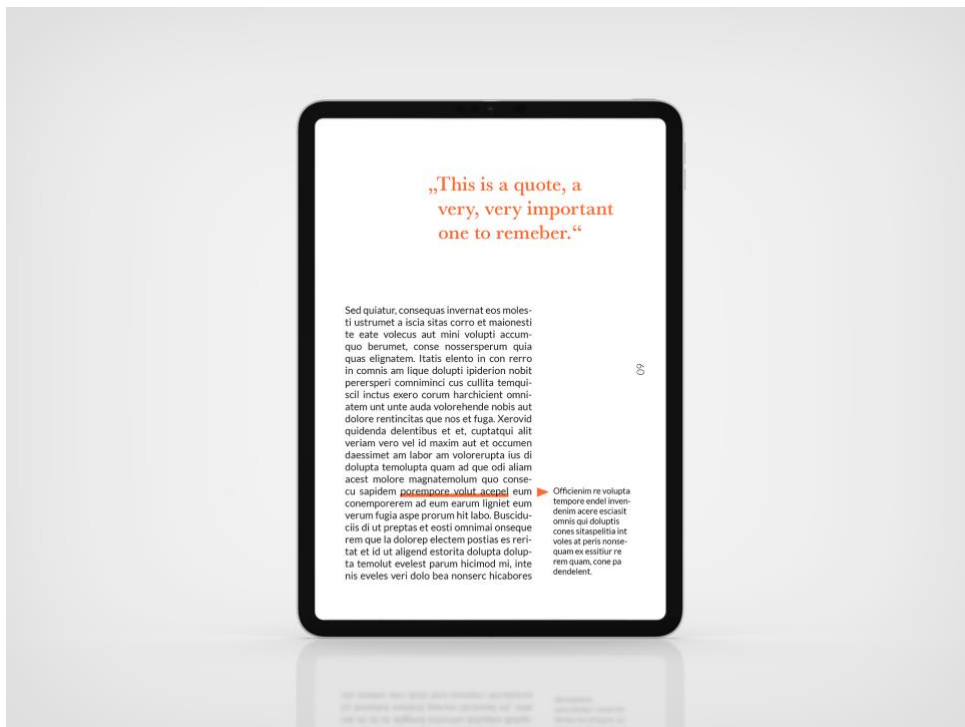 „This is a quote, a
very, very important
one to remeber.“
Sed quiatur, consequas invernat eos moles-
ti ustrumet a iscia sitas corro et maionesti
te eate volecus aut mini volupti accum-
quo berumet, conse nossersperum quia
quas elignatem. Itatis elento in con rerro
in comnis am lique dolupti ipiderion nobit
perersperi comniminci cus cullita temqui-
scil inctus exero corum harchicient omni-
atem unt unte auda volorehende nobis aut
dolore rentincitas que nos et fuga. Xerovid
quidenda delentibus et et, cuptatqui alit
veriam vero vel id maxim aut et occumen
daessimet am labor am volorerupta ius di
dolupta temolupta quam ad que odi aliam
acest molore magnatemolum quo conse-
cu sapidem porempore volut acepel eum
conemporerem ad eum earum ligniet eum
verum fugia aspe prorum hit labo. Buscidu-
ciis di ut preptas et eosti omnimai onseque
rem que la dolorep electem postias es reri-
tat et id ut aligend estorita dolupta dolup-
ta temolut evelest parum hicimod mi, inte
nis eveles veri dolo bea nonserc hicabores
Officienim re volupta
tempore endel inven-
denim acere esciasit
omnis qui doluptis
cones sitaspelitia int
voles at peris nonse-
quam ex essitiur re
rem quam, cone pa
dendelent.
09